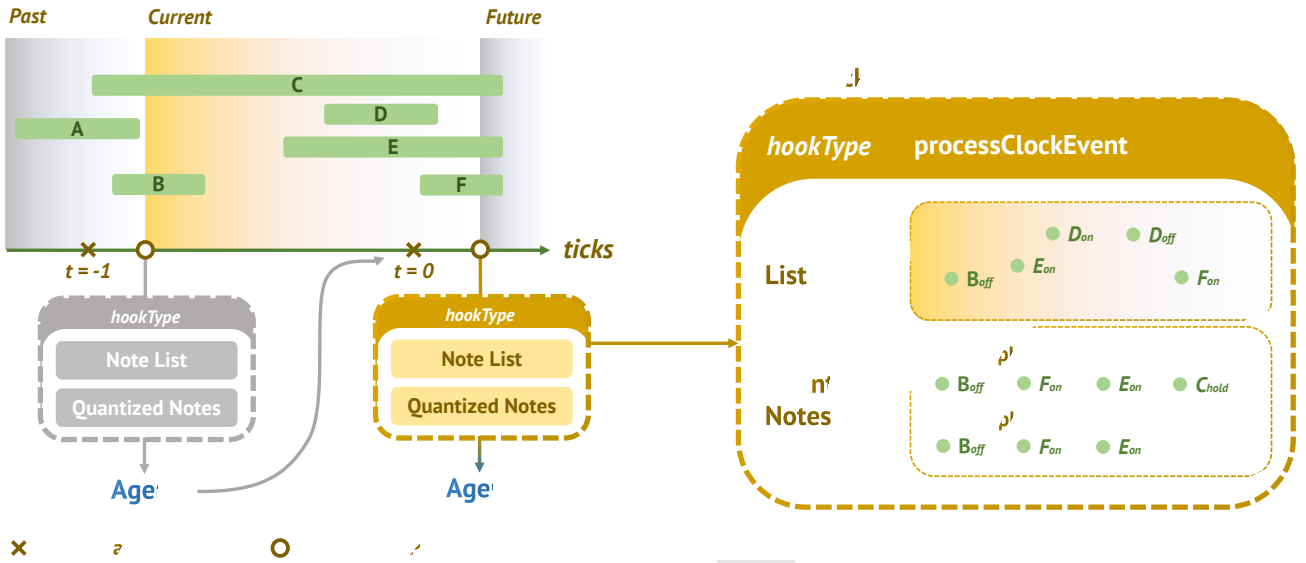 Past Current Future
C
D
A
E
B F
ticks
t = -1 t = 0
hookType
Note List
Quantized Notes
hookType
Note List
Quantized Notes
hookType processClockEvent
List
Don Doff
Eon
Boff
Fon
Notes
Boff Fon Eon Chold
Boff Fon Eon